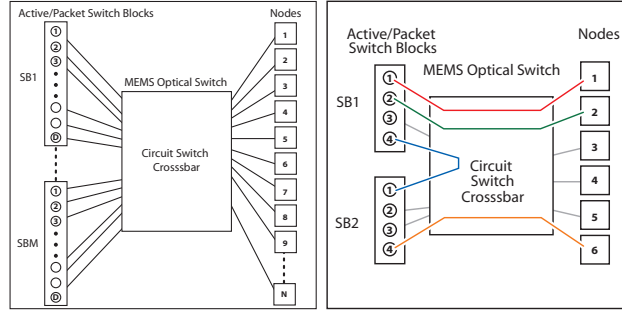 Active/Packet Switch Blocks
Nodes
SB1
1
2
3
D
MEMS Optical Switch
Circuit Switch
Crosssbar
SBM
1
2
3
D
1
2
3
4
5
6
7
8
9
N
Active/Packet
Switch Blocks
Nodes
MEMS Optical Switch
SB1
1
2
3
4
Circuit
Switch
Crosssbar
SB2
1
2
3
4
1
2
3
4
5
6